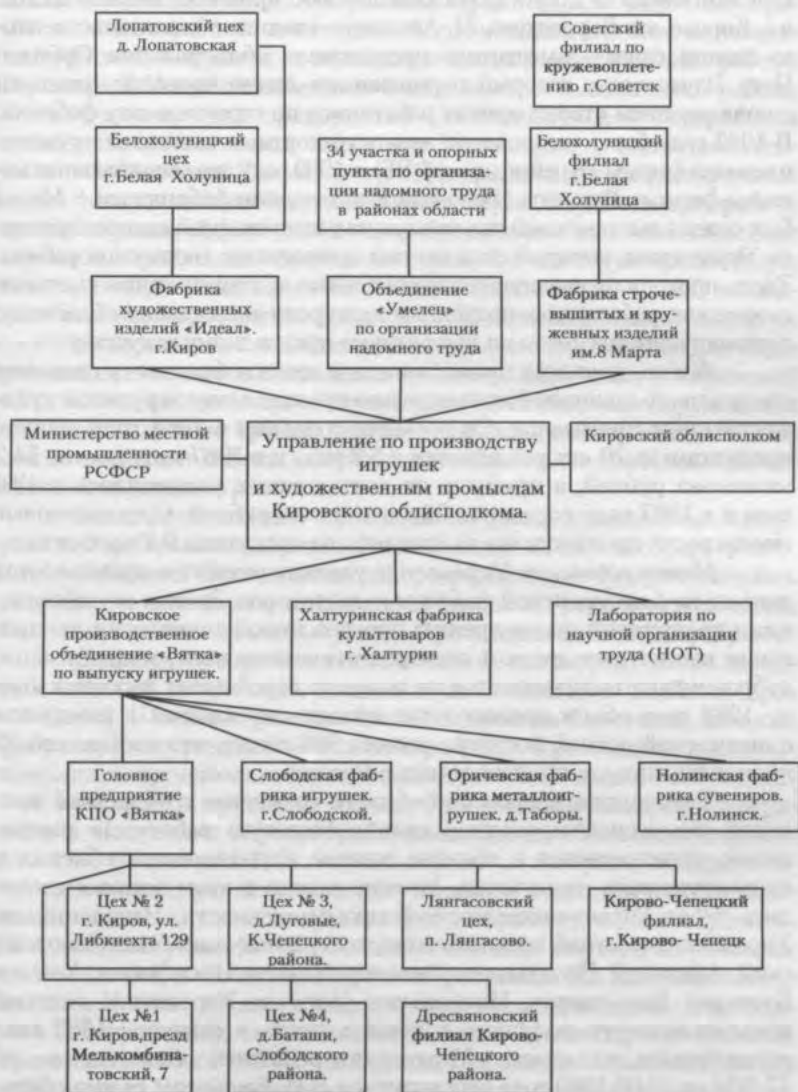 Лопатовский цех
д. Лопатовская
Советский
филиал по
кружевоплете-
нию г.Советск
Белохолуницкий
цех
г.Белая Холуница
34 участка и опорных
пункта по организа-
ции надомного труда
в районах области
Белохолуницкий
филиал
г.Белая
Холуница
Фабрика
художественных
изделий «Идеал».
г.Киров
Объединение
«Умелец»
по организации
надомного труда
Фабрика строче-
вышитых и кру-
жевных изделий
им.8 Марта
Министерство местной
промышленности
РСФСР
Управление по производству
игрушек
и художественным промыслам
Кировского облисполкома.
Кировский облисполком
Кировское
производственное
объединение «Вятка»
по выпуску игрушек.
Халтуринская фабрика
культтоваров
г. Халтурин
Лаборатория по
научной организации
труда (НОТ)
Головное
предприятие
КПО «Вятка»
Слободская фаб-
рика игрушек.
г.Слободской.
Оричевская фаб-
рика металлоиг-
рушек. д.Таборы.
Нолинская фаб-
рика сувениров.
г.Нолинск.
Цех № 2
г.Киров, ул.
Либкнехта 129
Цех № 3,
д.Луговые,
К.Чепецкого
района.
Лянгасовский
цех,
п. Лянгасово.
Кирово-Чепецкий
филиал,
г.Кирово- Чепецк
Цех №1
г. Киров,презд
Мелькомбина-
товский, 7
Цех №4,
д.Баташи,
Слободского
района.
Дресвяновский
филиал Кирово-
Чепецкого
района.